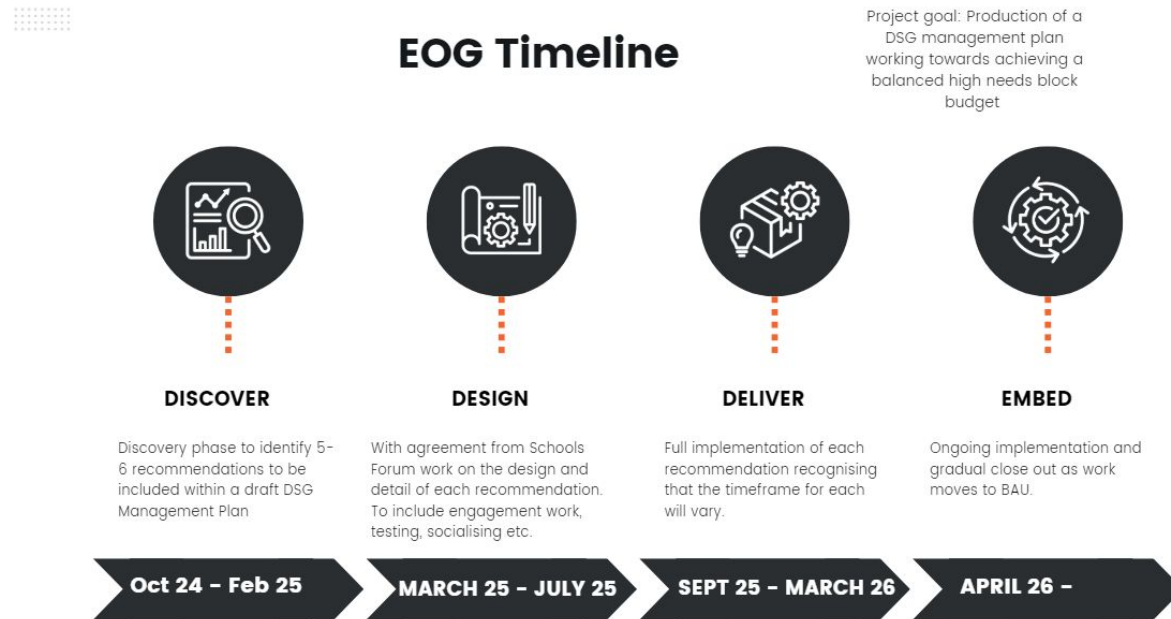 EOG Timeline
Project goal: Production of a
DSG management plan
working towards achieving a
balanced high needs block
budget
DISCOVER
Discovery phase to identify 5-
6 recommendations to be
included within a draft DSG
Management Plan
Oct 24 - Feb 25
DESIGN
With agreement from Schools
Forum work on the design and
detail of each recommendation.
To include engagement work,
testing, socialising etc.
MARCH 25 - JULY 25
DELIVER
Full implementation of each
recommendation recognising
that the timeframe for each
will vary.
SEPT 25 - MARCH 26
EMBED
Ongoing implementation and
gradual close out as work
moves to BAU.
APRIL 26 -